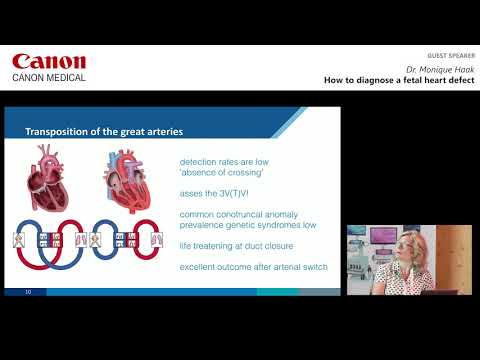 Canon
CANON MEDICAL
GUEST SPEAKER
Dr. Monique Haak
How to diagnose a fetal heart defect
Transposition of the great arteries
detection rates are low
'absence of crossing'
asses the 3V(T)V!
common conotruncal anomaly
prevalence genetic syndromes low
life treatening at duct closure
excellent outcome after arterial switch
10